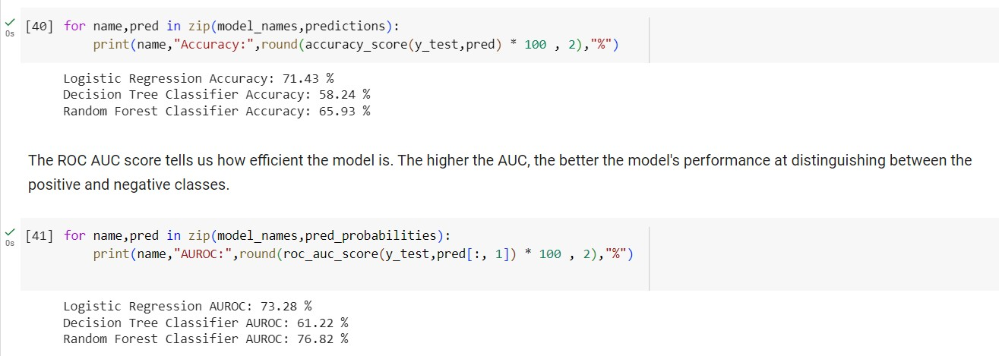 [40] for name,pred in zip(model_names,predictions):
0s
print(name,"Accuracy:",round(accuracy_score(y_test,pred) * 100 , 2),"%")
Logistic Regression Accuracy: 71.43 %
Decision Tree Classifier Accuracy: 58.24 %
Random Forest Classifier Accuracy: 65.93 %
The ROC AUC score tells us how efficient the model is. The higher the AUC, the better the model's performance at distinguishing between the
positive and negative classes.
[41] for name,pred in zip(model_names,pred_probabilities):
0s
print(name,"AUROC:",round(roc_auc_score(y_test,pred[:, 1]) * 100 , 2),"%")
Logistic Regression AUROC: 73.28 %
Decision Tree Classifier AUROC: 61.22 %
Random Forest Classifier AUROC: 76.82 %